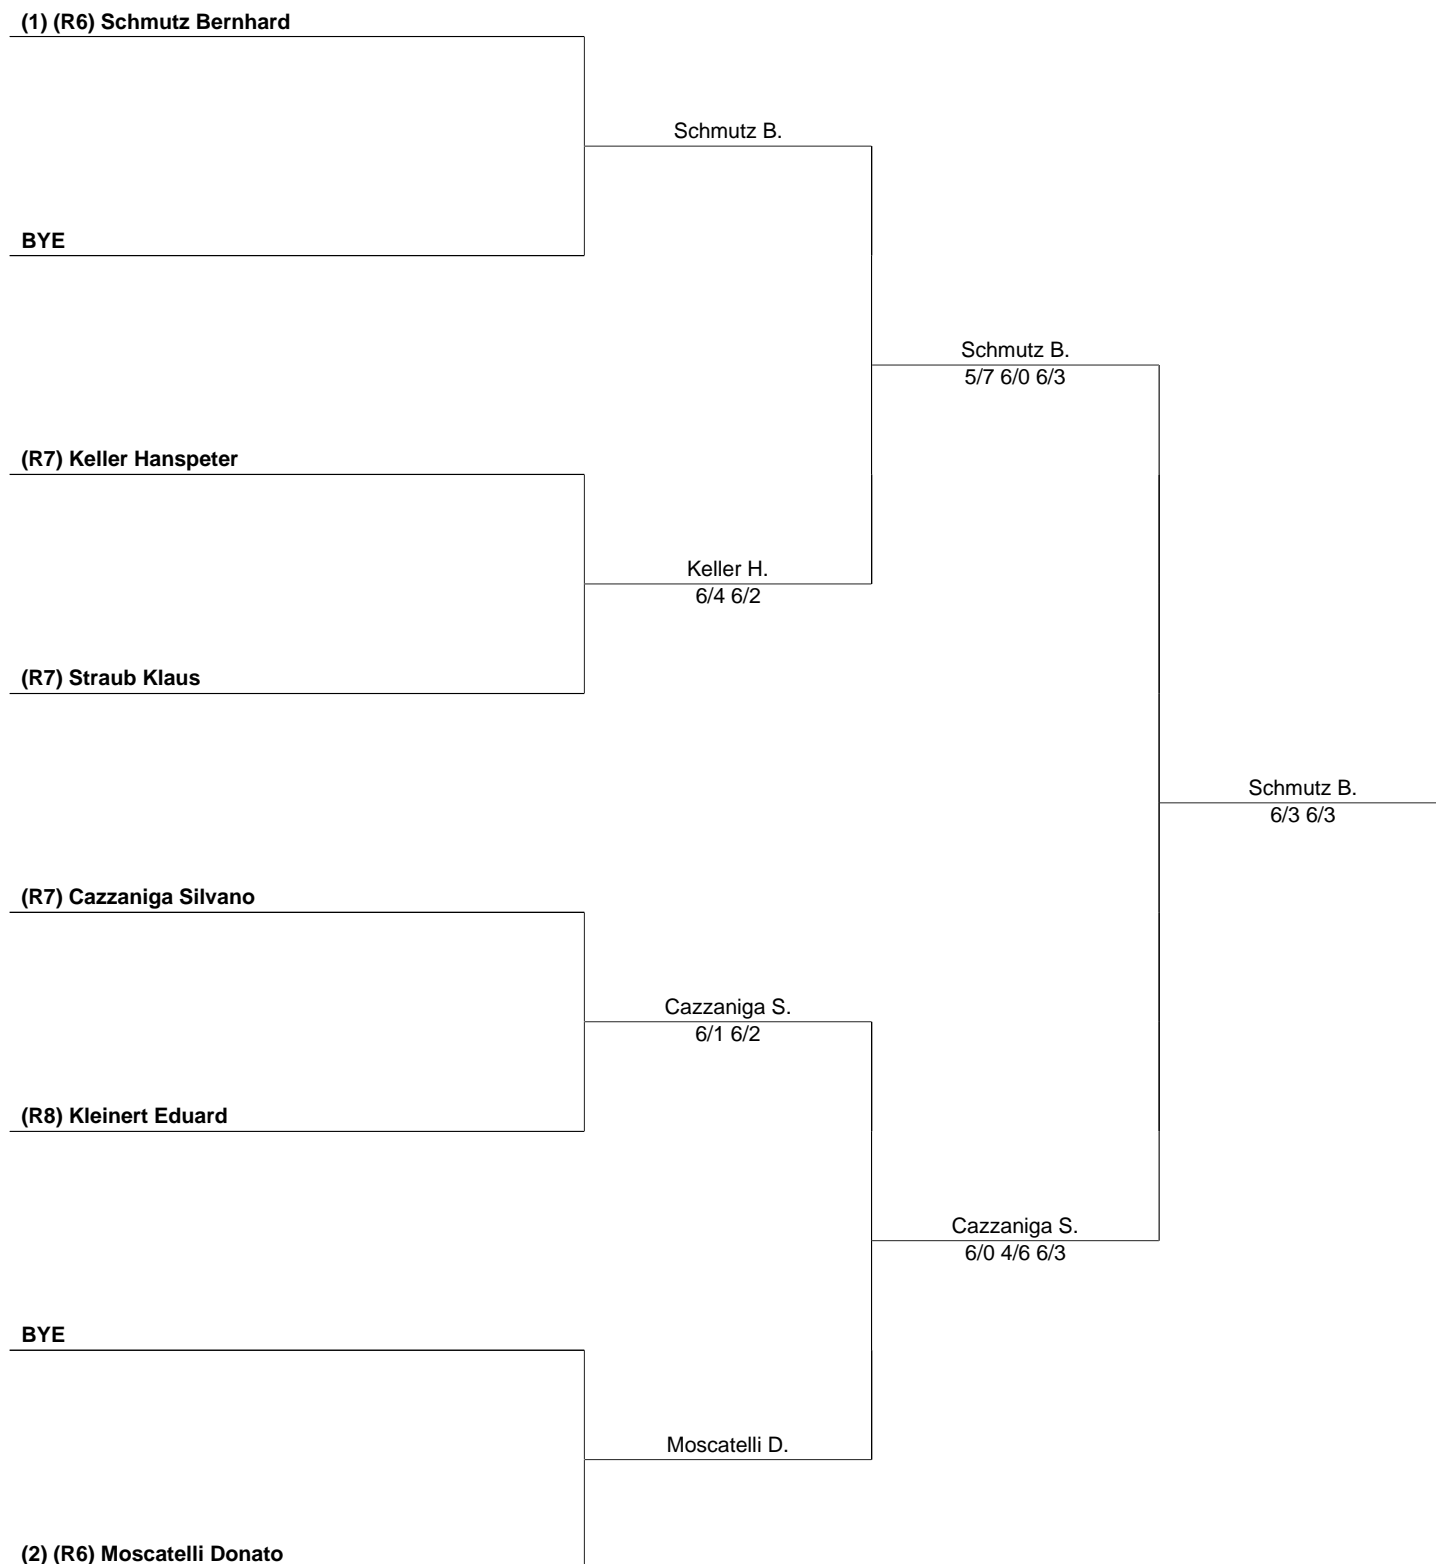 (1) (R6) Schmutz Bernhard
Schmutz B.
BYE
Schmutz B.
5/7 6/0 6/3
(R7) Keller Hanspeter
Keller H.
6/4 6/2
(R7) Straub Klaus
Schmutz B.
6/3 6/3
(R7) Cazzaniga Silvano
Cazzaniga S.
6/1 6/2
(R8) Kleinert Eduard
Cazzaniga S.
6/0 4/6 6/3
BYE
Moscatelli D.
(2) (R6) Moscatelli Donato